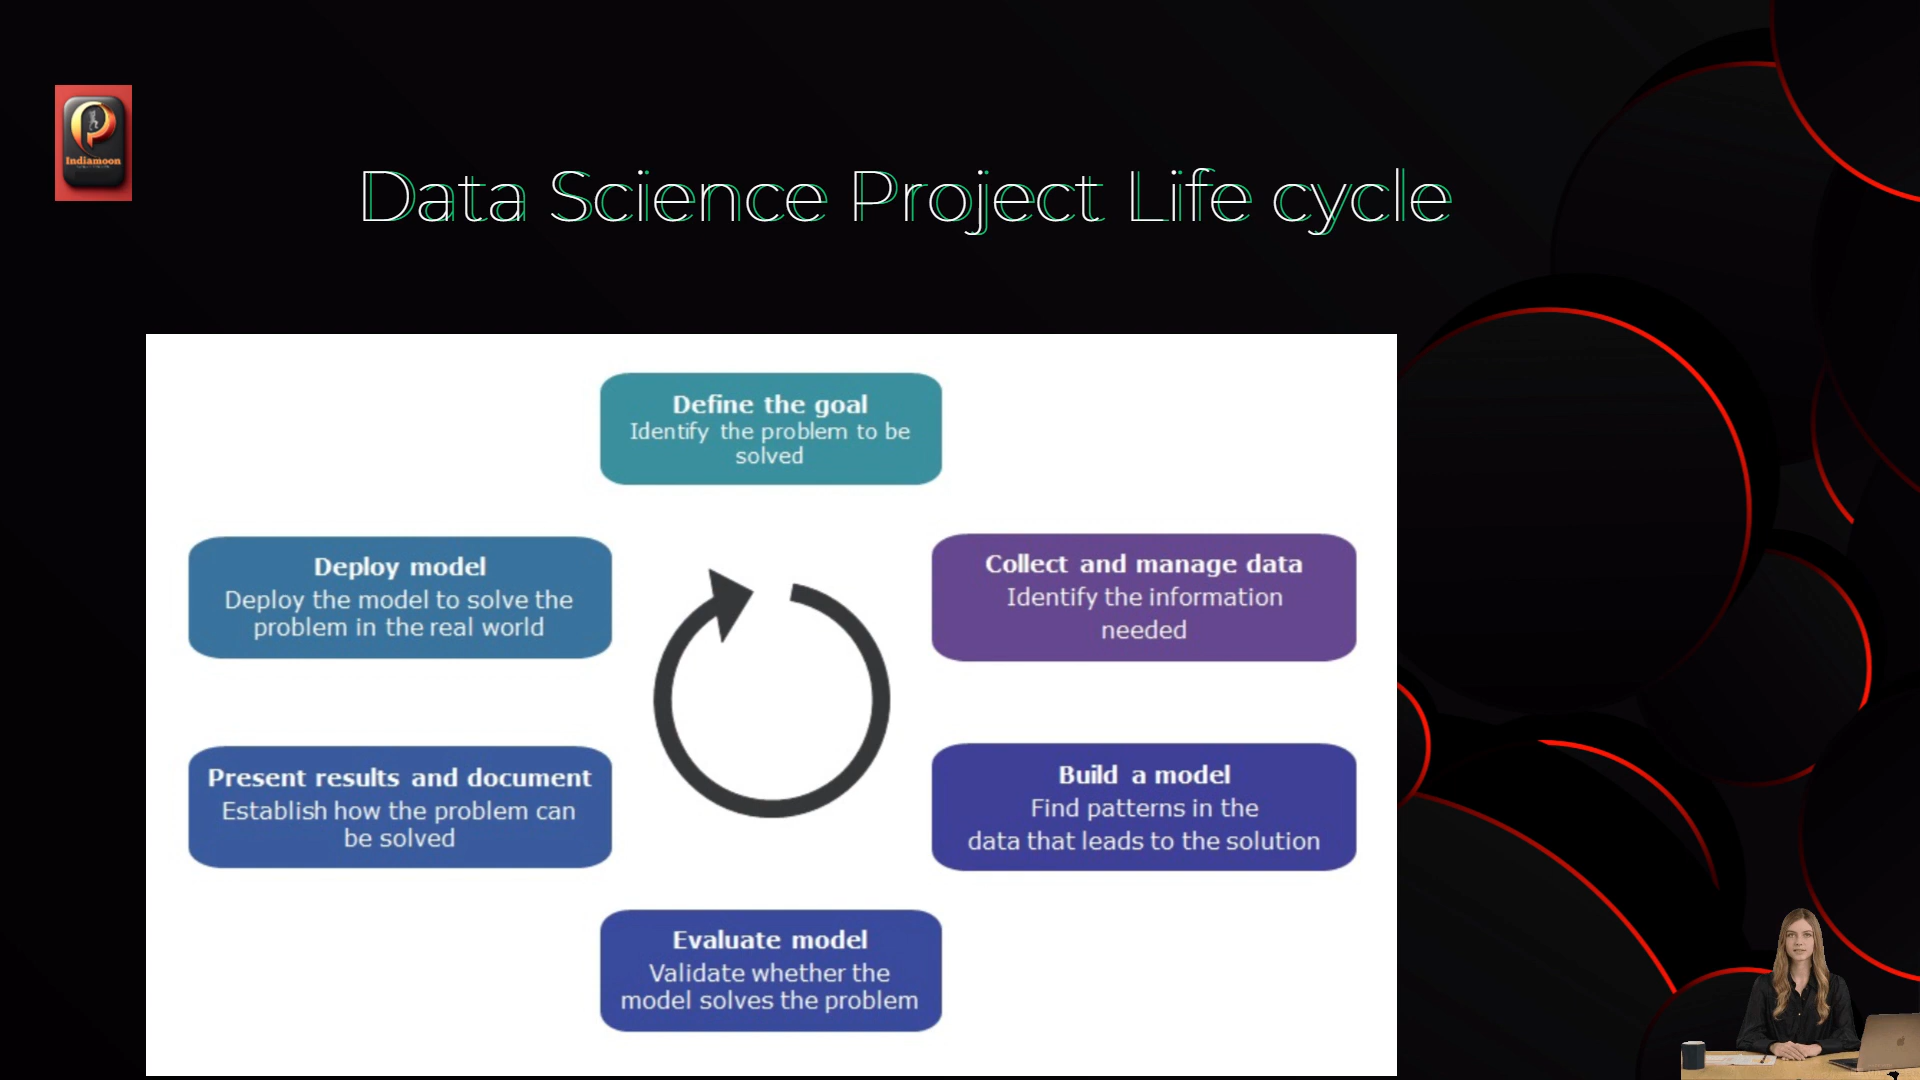 Indiamoon
Data Science Project Life cycle
Define the goal
Identify the problem to be
solved
Collect and manage data
Identify the information
needed
Build a model
Find patterns in the
data that leads to the solution
Evaluate model
Validate whether the
model solves the problem
Present results and document
Establish how the problem can
be solved
Deploy model
Deploy the model to solve the
problem in the real world